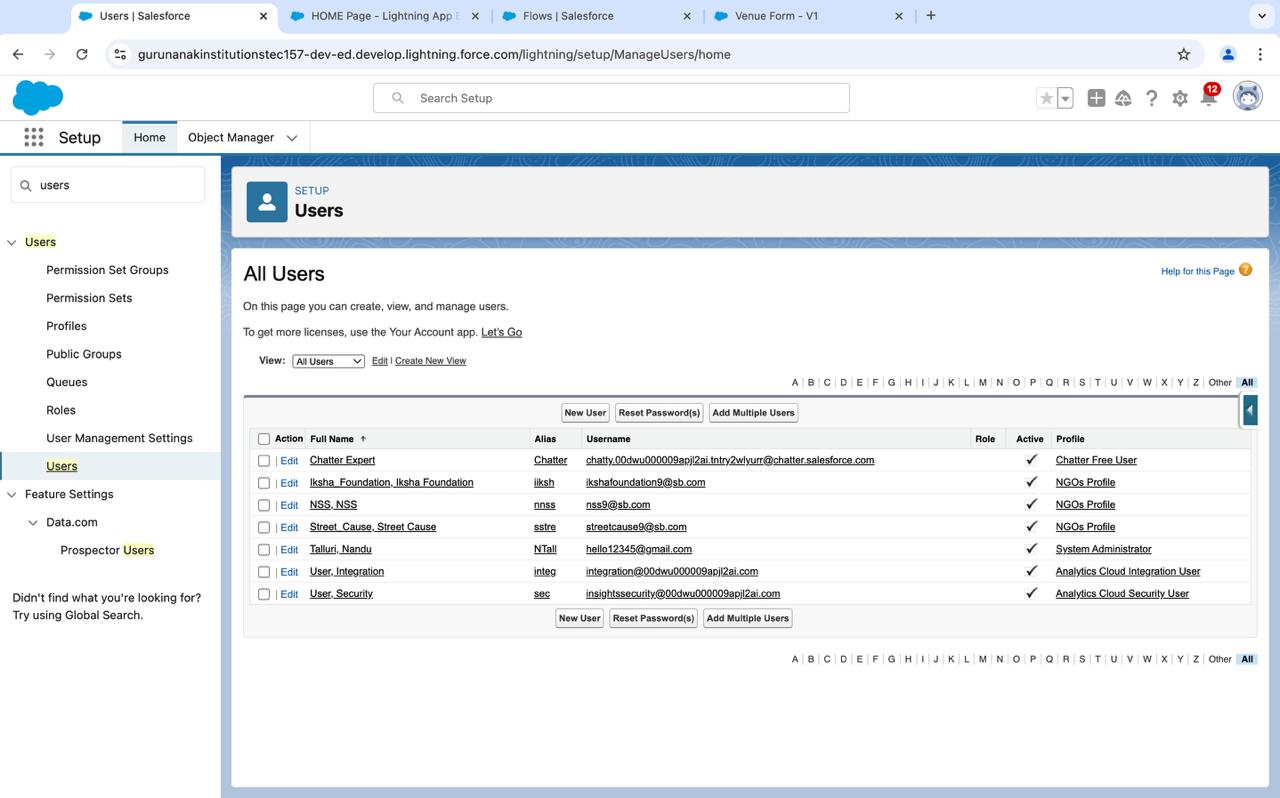 Users | Salesforce
HOME Page - Lightning App
Flows | Salesforce
Venue Form - V1
gurunanakinstitutionstec157-dev-ed.develop.lightning.force.com/lightning/setup/ManageUsers/home
Search Setup
12
Setup
Home
Object Manager
users
Users
Permission Set Groups
Permission Sets
Profiles
Public Groups
Queues
Roles
User Management Settings
Users
Feature Settings
Data.com
Prospector Users
Didn't find what you're looking for?
Try using Global Search.
SETUP
Users
All Users
Help for this Page ?
On this page you can create, view, and manage users.
To get more licenses, use the Your Account app. Let's Go
View: All Users Edit | Create New View
A | B | C | D | E | F | G | H | I | J | K | L | M | N | O | P | Q | R | S | T | U | V | W | X | Y | Z | Other | All
New User Reset Password(s) Add Multiple Users
Action Full Name ↑ Alias Username Role Active Profile
| Edit Chatter Expert Chatter chatty.00dwu000009apjl2ai.tntry2wlyurr@chatter.salesforce.com ✓ Chatter Free User
| Edit Iksha_Foundation, Iksha Foundation iiksh ikshafoundation9@sb.com ✓ NGOs Profile
| Edit NSS, NSS nnss nss9@sb.com ✓ NGOs Profile
| Edit Street_Cause, Street Cause sstre streetcause9@sb.com ✓ NGOs Profile
| Edit Talluri, Nandu NTall hello12345@gmail.com ✓ System Administrator
| Edit User, Integration integ integration@00dwu000009apjl2ai.com ✓ Analytics Cloud Integration User
| Edit User, Security sec insightssecurity@00dwu000009apjl2ai.com ✓ Analytics Cloud Security User
New User Reset Password(s) Add Multiple Users
A | B | C | D | E | F | G | H | I | J | K | L | M | N | O | P | Q | R | S | T | U | V | W | X | Y | Z | Other | All